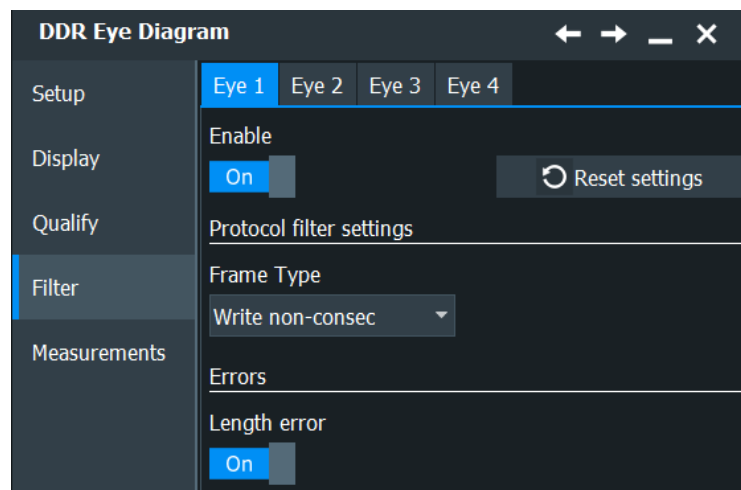 DDR Eye Diagram
Setup
Display
Qualify
Filter
Measurements
Eye 1 Eye 2 Eye 3 Eye 4
Enable
On
Reset settings
Protocol filter settings
Frame Type
Write non-consec
Errors
Length error
On